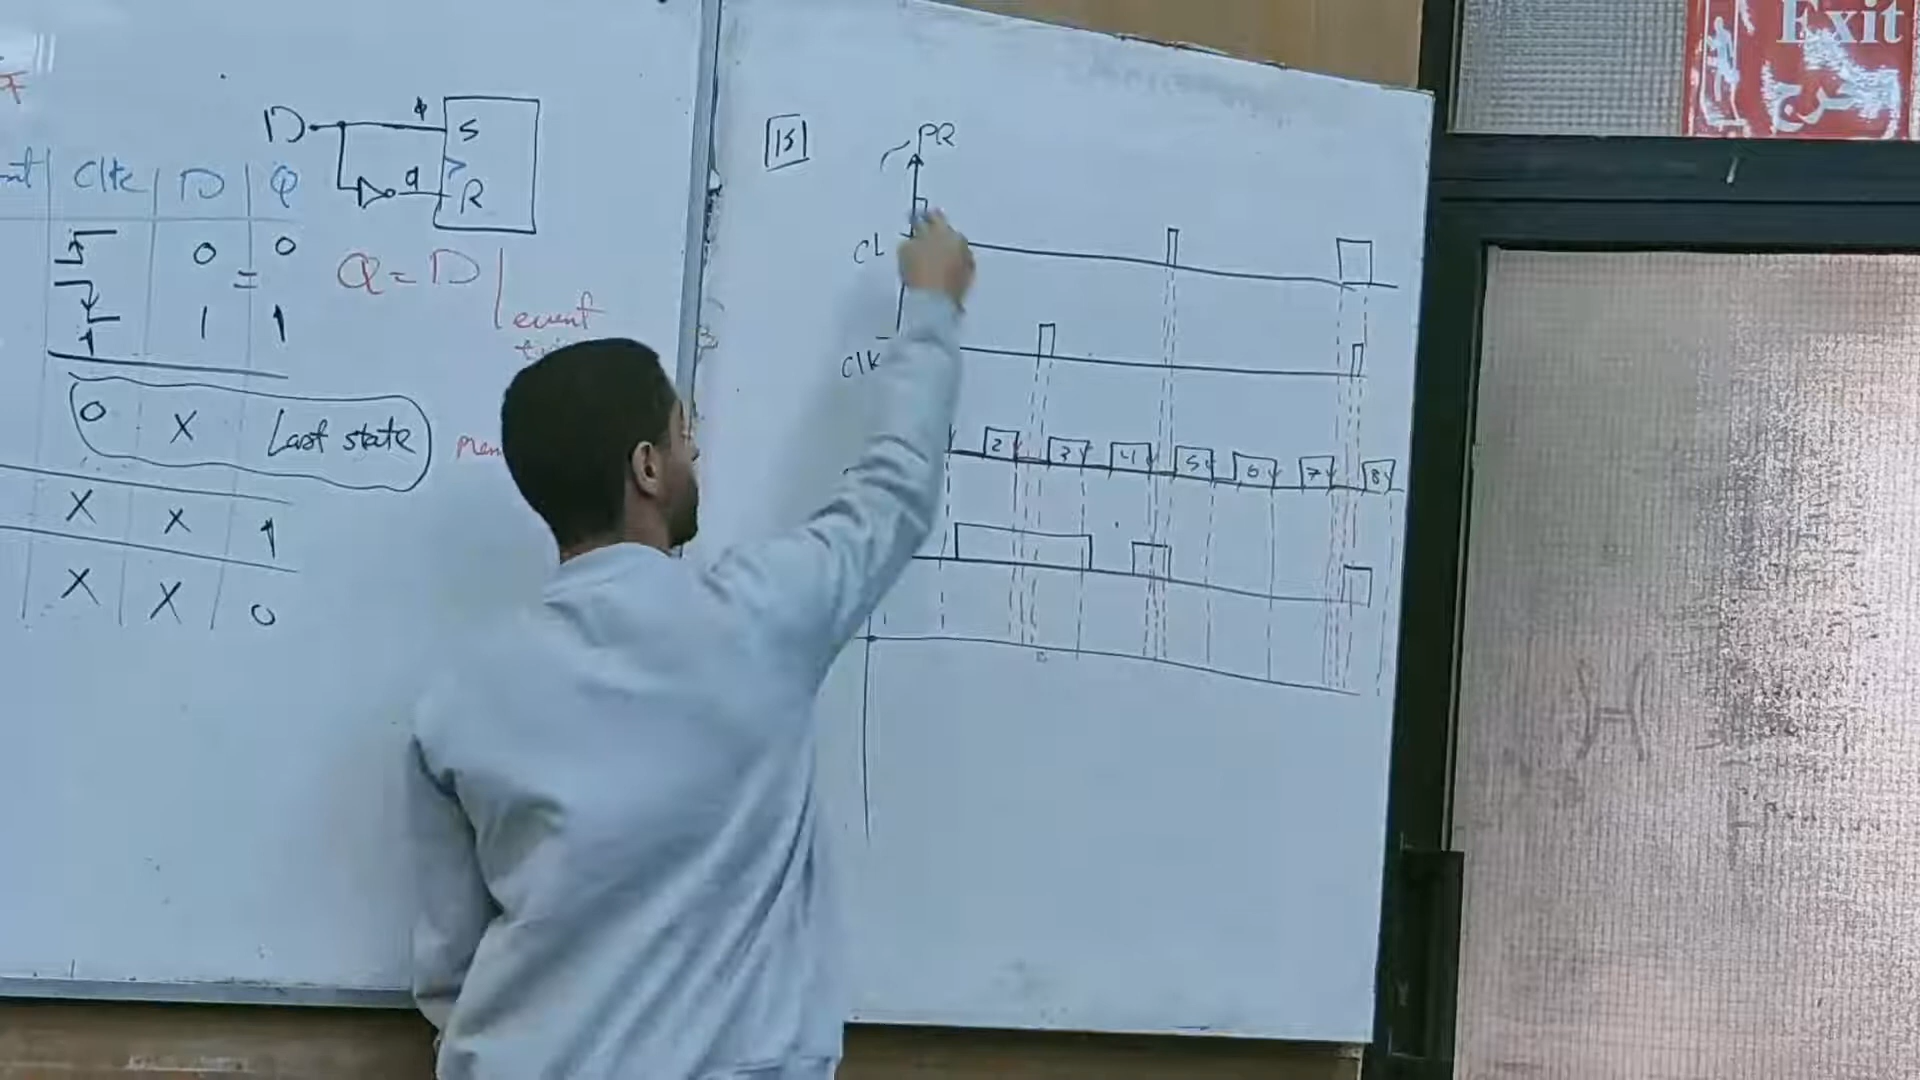 D S
R
Clk D Q
0 0
=
1 1
Q = D | event
0 X Last state
X X 1
X X 0
13
PR
CL
Clk
2 3 4 5 6 7 8
Exit
خرج